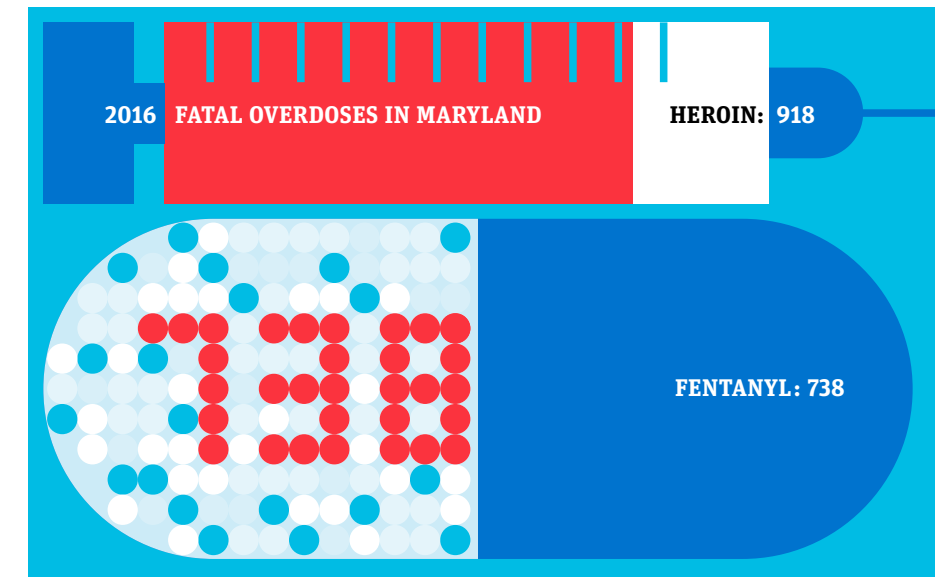 2016 FATAL OVERDOSES IN MARYLAND HEROIN: 918
738
FENTANYL: 738